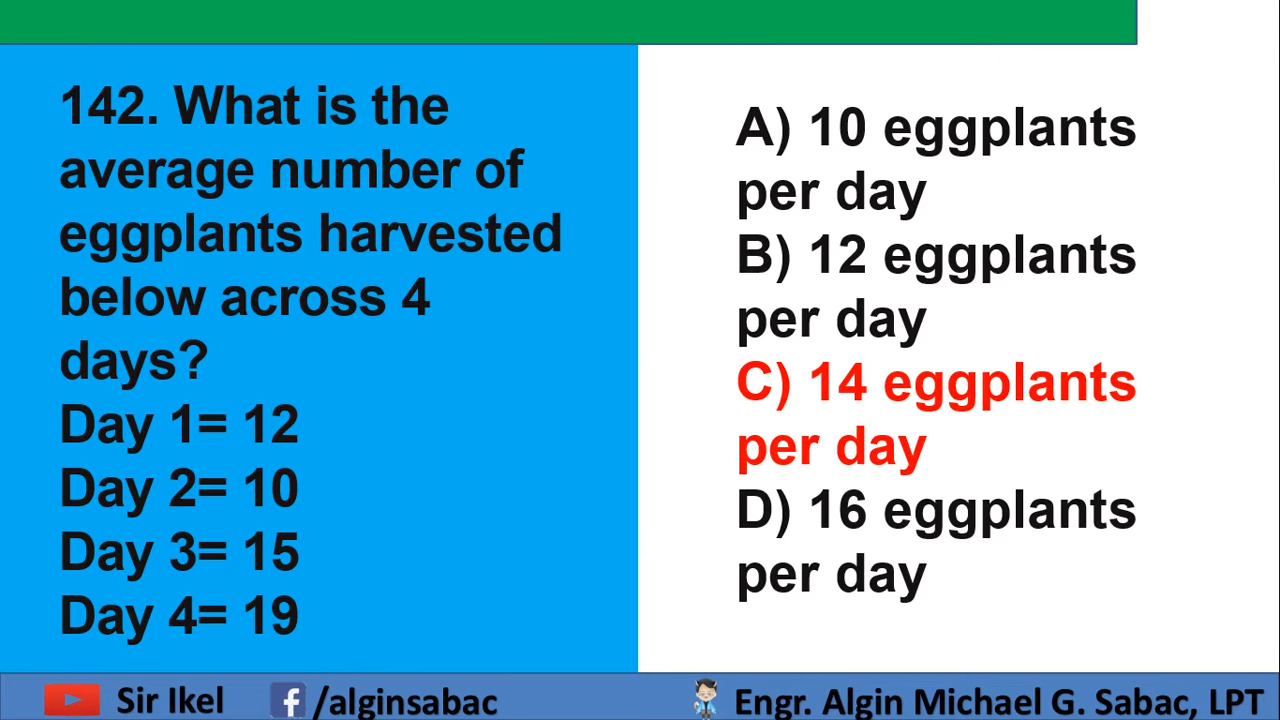 142. What is the
average number of
eggplants harvested
below across 4
days?
Day 1= 12
Day 2= 10
Day 3= 15
Day 4= 19
A) 10 eggplants
per day
B) 12 eggplants
per day
C) 14 eggplants
per day
D) 16 eggplants
per day
Sir Ikel
/alginsabac
Engr. Algin Michael G. Sabac, LPT